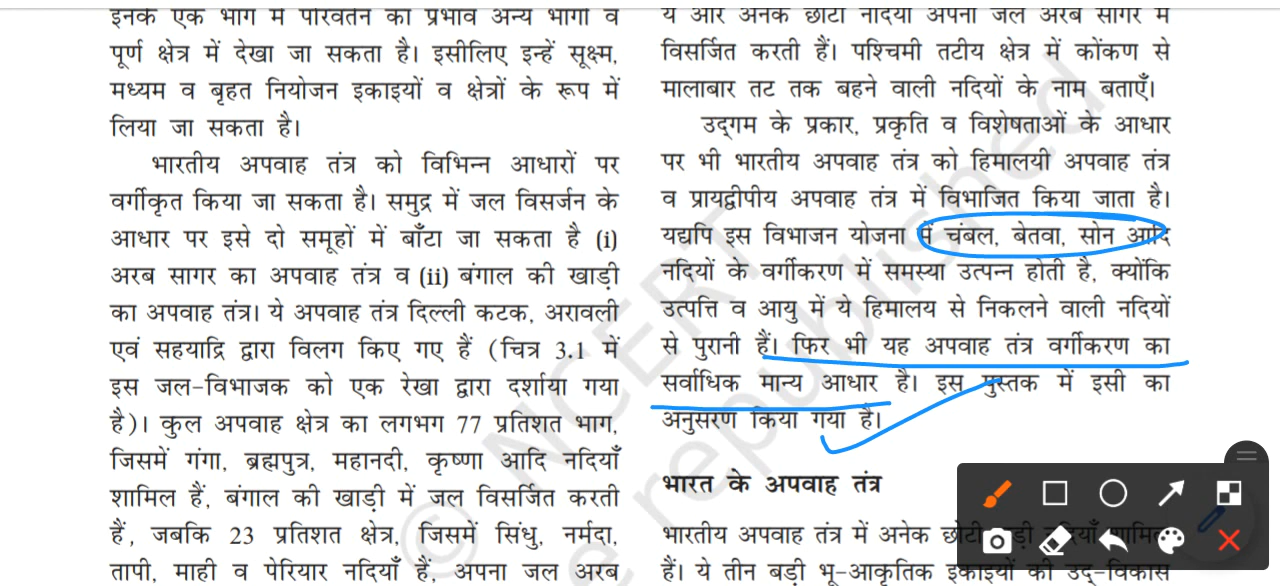 इनके एक भाग में परिवर्तन का प्रभाव अन्य भागों व
पूर्ण क्षेत्र में देखा जा सकता है। इसीलिए इन्हें सूक्ष्म,
मध्यम व बृहत नियोजन इकाइयों व क्षेत्रों के रूप में
लिया जा सकता है।
भारतीय अपवाह तंत्र को विभिन्न आधारों पर
वर्गीकृत किया जा सकता है। समुद्र में जल विसर्जन के
आधार पर इसे दो समूहों में बाँटा जा सकता है (i)
अरब सागर का अपवाह तंत्र व (ii) बंगाल की खाड़ी
का अपवाह तंत्र। ये अपवाह तंत्र दिल्ली कटक, अरावली
एवं सहयाद्रि द्वारा विलग किए गए हैं (चित्र 3.1 में
इस जल-विभाजक को एक रेखा द्वारा दर्शाया गया
है)। कुल अपवाह क्षेत्र का लगभग 77 प्रतिशत भाग,
जिसमें गंगा, ब्रह्मपुत्र, महानदी, कृष्णा आदि नदियाँ
शामिल हैं, बंगाल की खाड़ी में जल विसर्जित करती
हैं, जबकि 23 प्रतिशत क्षेत्र, जिसमें सिंधु, नर्मदा,
तापी, माही व पेरियार नदियाँ हैं, अपना जल अरब
ये और अनेक छोटी नदियाँ अपना जल अरब सागर में
विसर्जित करती हैं। पश्चिमी तटीय क्षेत्र में कोंकण से
मालाबार तट तक बहने वाली नदियों के नाम बताएँ।
उद्गम के प्रकार, प्रकृति व विशेषताओं के आधार
पर भी भारतीय अपवाह तंत्र को हिमालयी अपवाह तंत्र
व प्रायद्वीपीय अपवाह तंत्र में विभाजित किया जाता है।
यद्यपि इस विभाजन योजना में चंबल, बेतवा, सोन आदि
नदियों के वर्गीकरण में समस्या उत्पन्न होती है, क्योंकि
उत्पत्ति व आयु में ये हिमालय से निकलने वाली नदियों
से पुरानी हैं। फिर भी यह अपवाह तंत्र वर्गीकरण का
सर्वाधिक मान्य आधार है। इस पुस्तक में इसी का
अनुसरण किया गया है।
भारत के अपवाह तंत्र
भारतीय अपवाह तंत्र में अनेक छोटी-बड़ी नदियाँ शामिल
हैं। ये तीन बड़ी भू-आकृतिक इकाइयों की उद्-विकास
© NCERT
republished